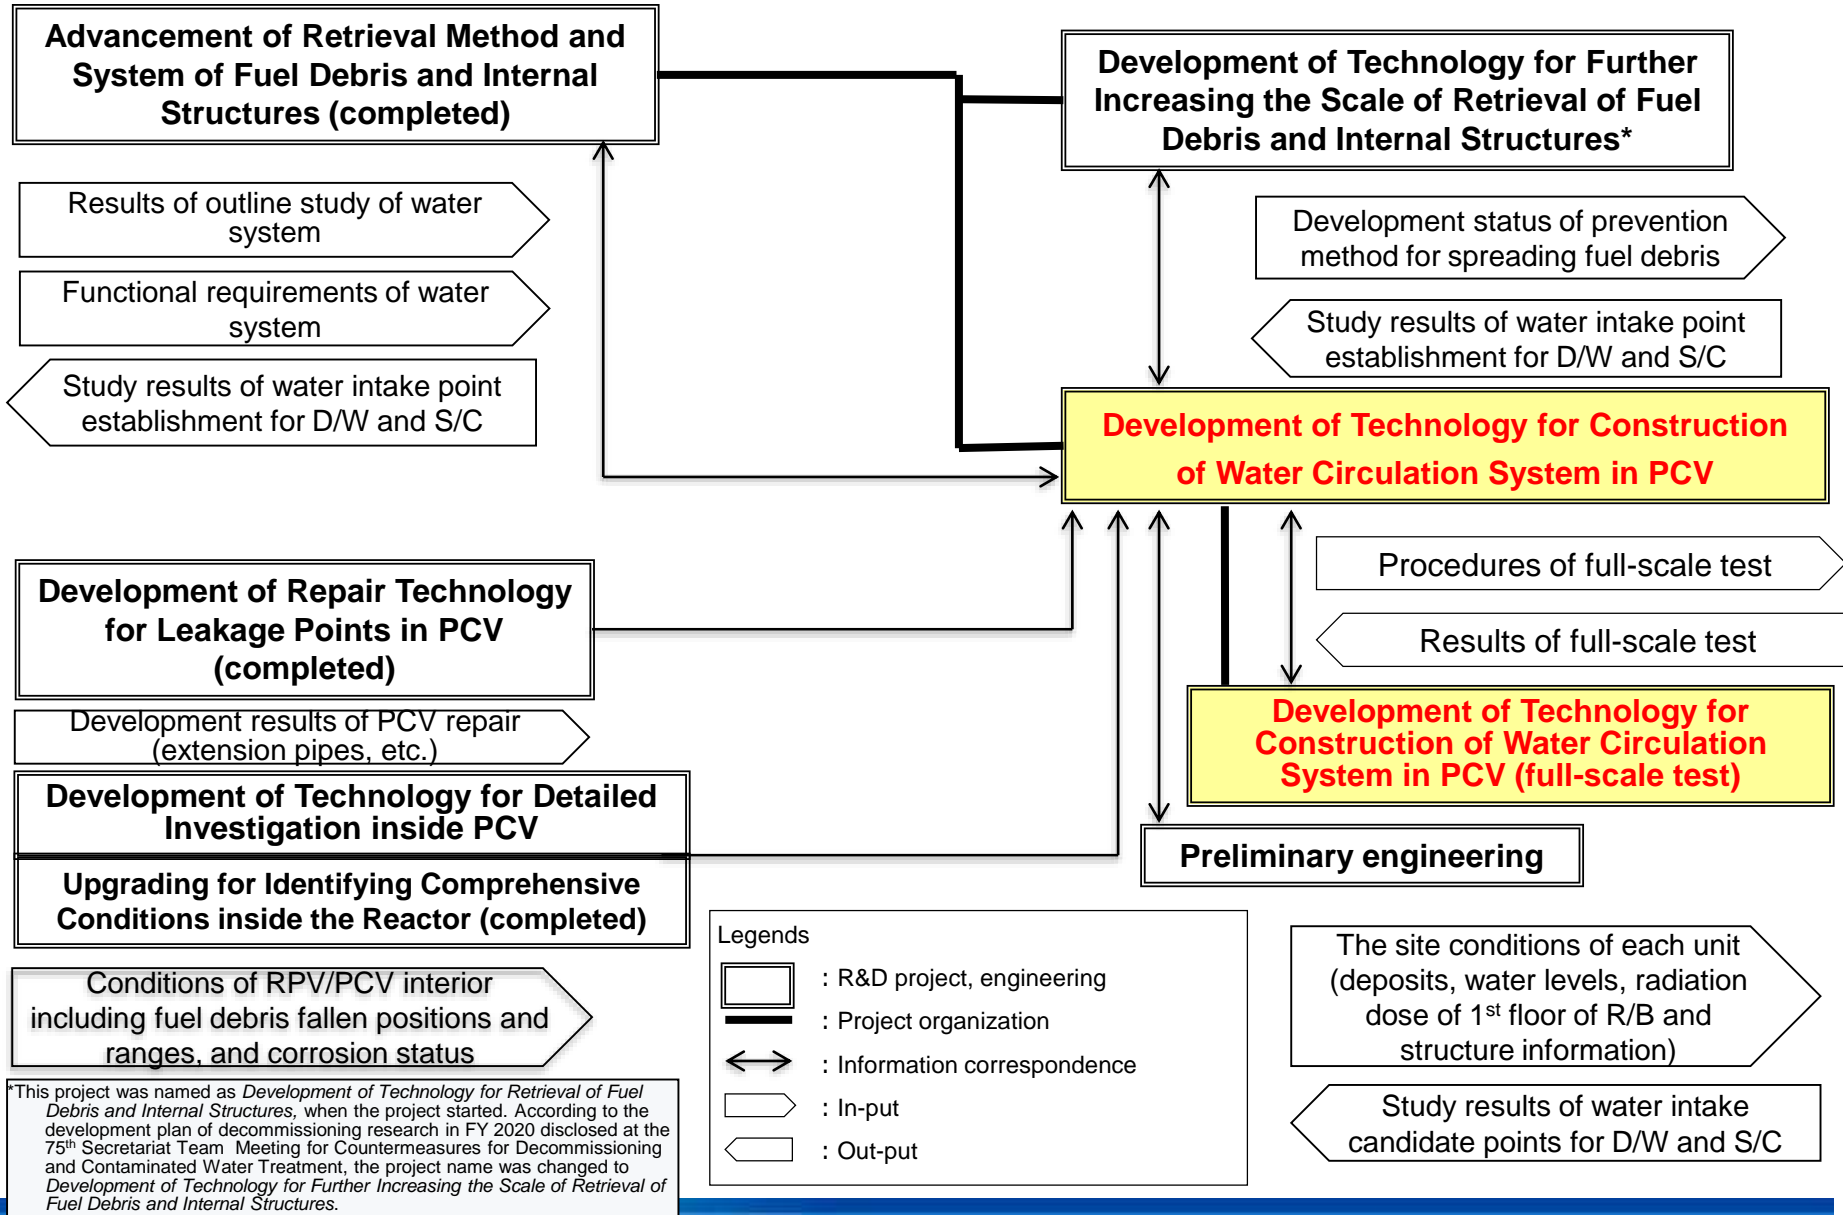 Advancement of Retrieval Method and
System of Fuel Debris and Internal
Structures (completed)
Development of Technology for Further
Increasing the Scale of Retrieval of Fuel
Debris and Internal Structures*
Results of outline study of water
system
Functional requirements of water
system
Study results of water intake point
establishment for D/W and S/C
Development status of prevention
method for spreading fuel debris
Study results of water intake point
establishment for D/W and S/C
Development of Technology for Construction
of Water Circulation System in PCV
Development of Repair Technology
for Leakage Points in PCV
(completed)
Development results of PCV repair
(extension pipes, etc.)
Procedures of full-scale test
Results of full-scale test
Development of Technology for
Construction of Water Circulation
System in PCV (full-scale test)
Development of Technology for Detailed
Investigation inside PCV
Upgrading for Identifying Comprehensive
Conditions inside the Reactor (completed)
Preliminary engineering
Conditions of RPV/PCV interior
including fuel debris fallen positions and
ranges, and corrosion status
Legends
: R&D project, engineering
: Project organization
: Information correspondence
: In-put
: Out-put
The site conditions of each unit
(deposits, water levels, radiation
dose of 1st floor of R/B and
structure information)
Study results of water intake
candidate points for D/W and S/C
*This project was named as Development of Technology for Retrieval of Fuel
Debris and Internal Structures, when the project started. According to the
development plan of decommissioning research in FY 2020 disclosed at the
75th Secretariat Team Meeting for Countermeasures for Decommissioning
and Contaminated Water Treatment, the project name was changed to
Development of Technology for Further Increasing the Scale of Retrieval of
Fuel Debris and Internal Structures.